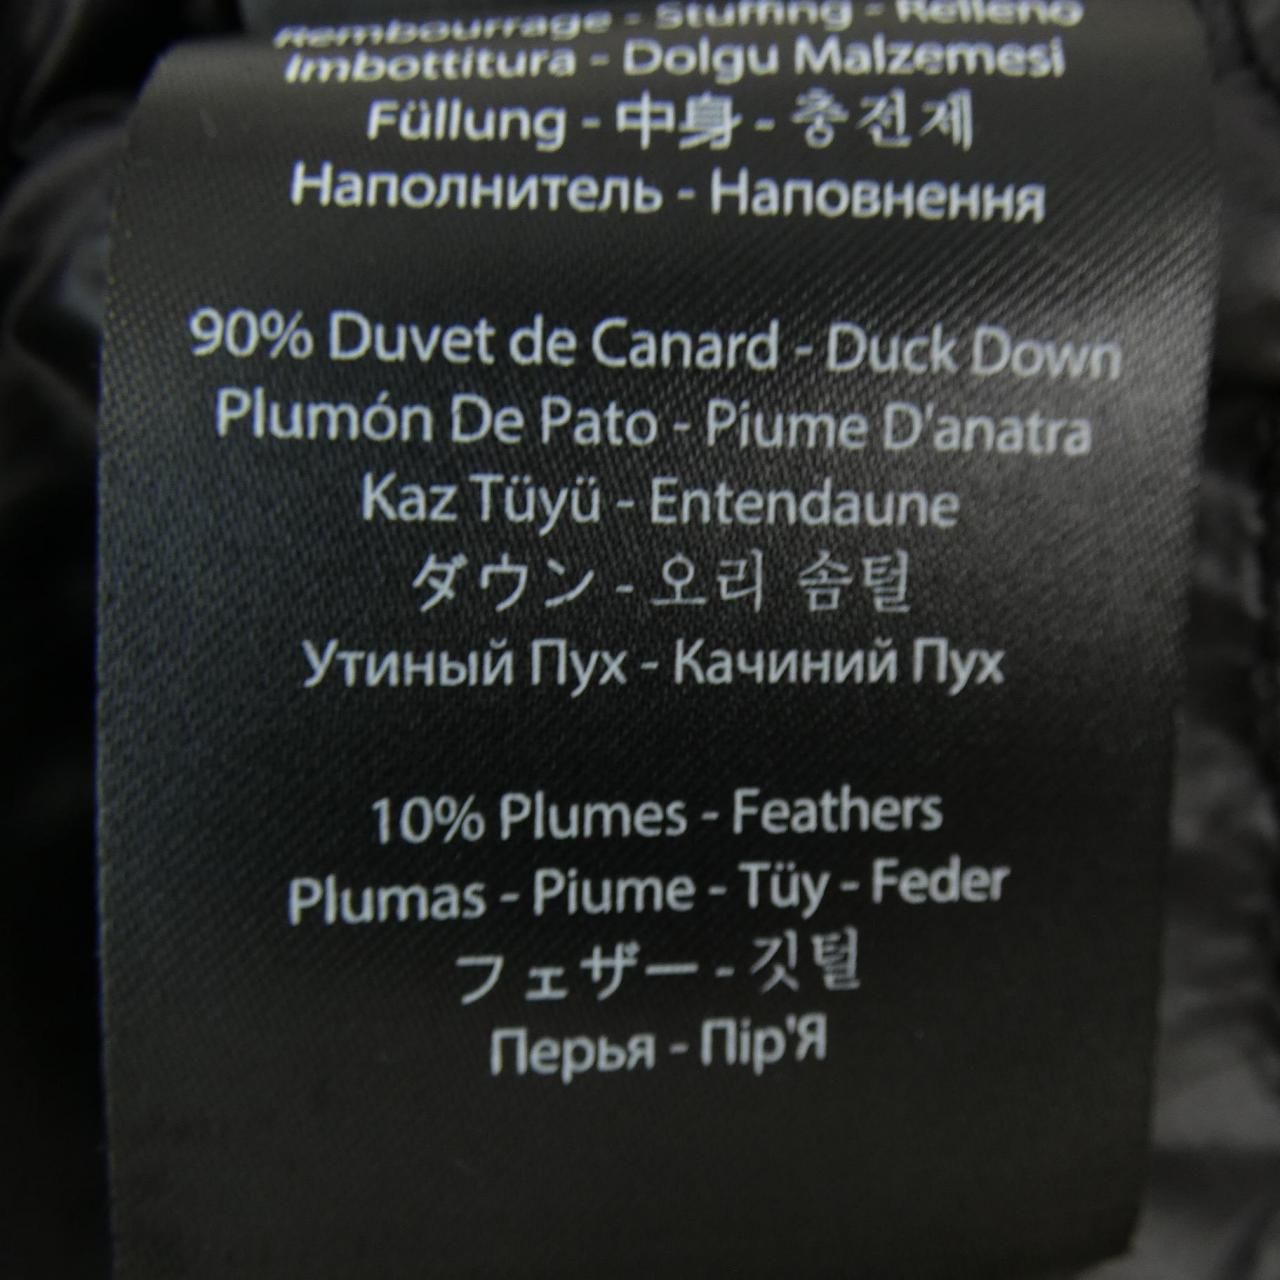 Rembourrage - Stuffing - Relleno
Imbottitura - Dolgu Malzemesi
Füllung - 中身 - 충전제
Наполнитель - Наповнення
90% Duvet de Canard - Duck Down
Plumón De Pato - Piume D'anatra
Kaz Tüyü - Entendaune
ダウン - 오리 솜털
Утиный Пух - Качиний Пух
10% Plumes - Feathers
Plumas - Piume - Tüy - Feder
フェザー - 깃털
Перья - Пір'Я